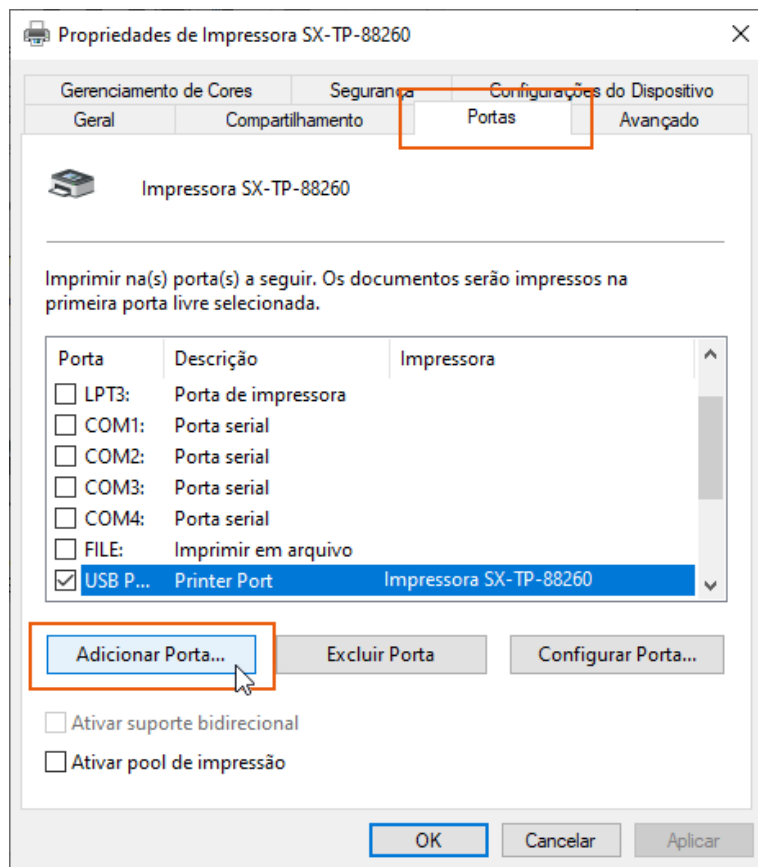 Propriedades de Impressora SX-TP-88260
Gerenciamento de Cores Segurança Configurações do Dispositivo
Geral Compartilhamento Portas Avançado
Impressora SX-TP-88260
Imprimir na(s) porta(s) a seguir. Os documentos serão impressos na
primeira porta livre selecionada.
Porta Descrição Impressora
LPT3: Porta de impressora
COM1: Porta serial
COM2: Porta serial
COM3: Porta serial
COM4: Porta serial
FILE: Imprimir em arquivo
USB P... Printer Port Impressora SX-TP-88260
Adicionar Porta... Excluir Porta Configurar Porta...
Ativar suporte bidirecional
Ativar pool de impressão
OK Cancelar Aplicar